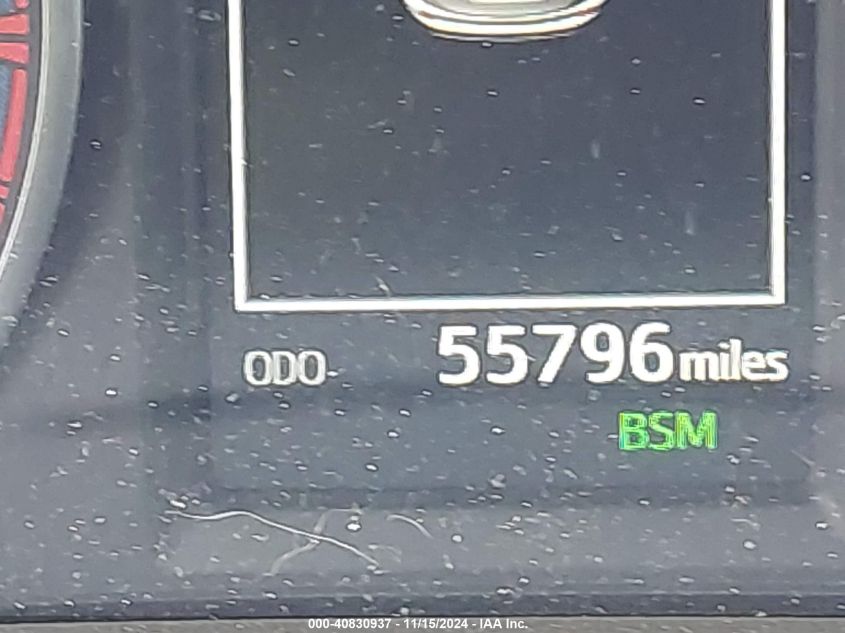 ODO 55796 miles
BSM
000-40830937 - 11/15/2024 - IAA Inc.